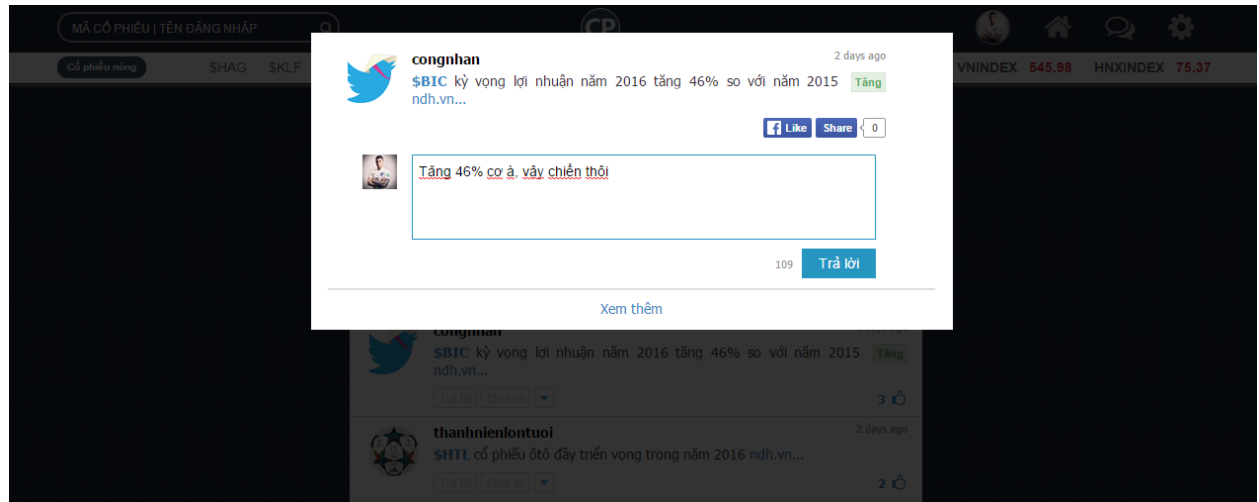 MÃ CỔ PHIẾU | TÊN ĐĂNG NHẬP
CP
Cổ phiếu nóng $HAG $KLF VNINDEX 545.98 HNXINDEX 75.37
congnhan 2 days ago
$BIC kỳ vọng lợi nhuận năm 2016 tăng 46% so với năm 2015 Tăng
ndh.vn...
Like Share 0
Tăng 46% cơ à, vây chiến thôi
109 Trả lời
Xem thêm
congnhan
$BIC kỳ vọng lợi nhuận năm 2016 tăng 46% so với năm 2015 Tăng
ndh.vn...
Trả lời Chia sẻ 3
thanhnienlontuoi 2 days ago
$HTL cổ phiếu ôtô đầy triển vọng trong năm 2016 ndh.vn...
Trả lời Chia sẻ 2